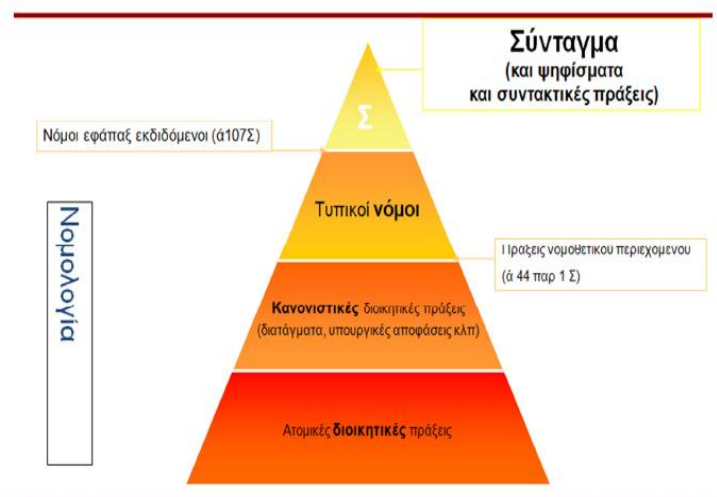 Σύνταγμα
(και ψηφίσματα
και συντακτικές πράξεις)
Σ
Νόμοι εφάπαξ εκδιδόμενοι (ά107Σ)
Τυπικοί νόμοι
Πράξεις νομοθετικού περιεχομένου
(ά 44 παρ 1 Σ)
Νομολογία
Κανονιστικές διοικητικές πράξεις
(διατάγματα, υπουργικές αποφάσεις κλπ)
Ατομικές διοικητικές πράξεις